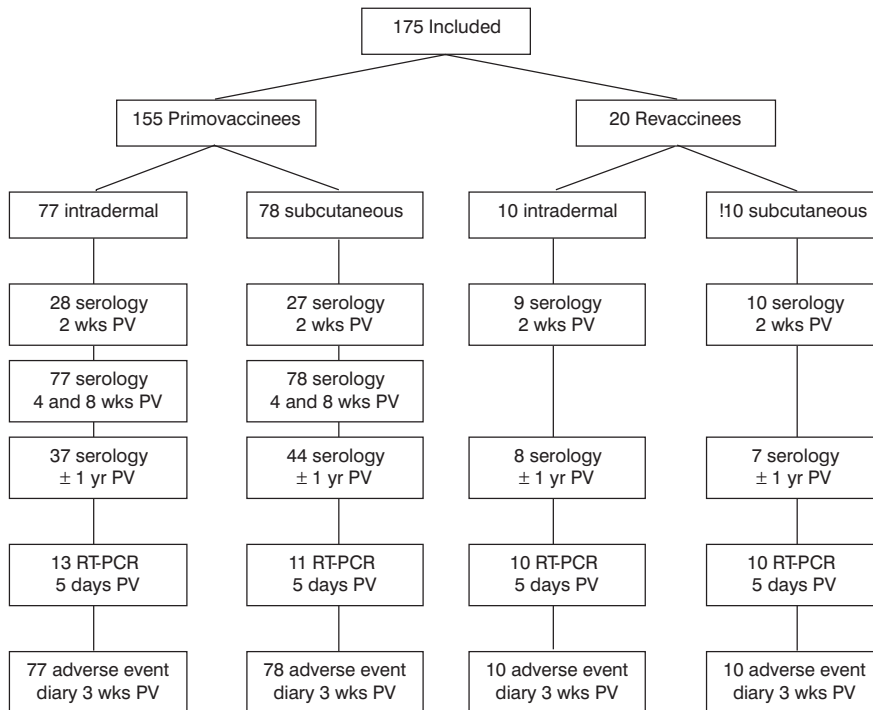 175 Included
155 Primovaccinees
20 Revaccinees
77 intradermal
78 subcutaneous
10 intradermal
!10 subcutaneous
28 serology
2 wks PV
27 serology
2 wks PV
9 serology
2 wks PV
10 serology
2 wks PV
77 serology
4 and 8 wks PV
78 serology
4 and 8 wks PV
37 serology
± 1 yr PV
44 serology
± 1 yr PV
8 serology
± 1 yr PV
7 serology
± 1 yr PV
13 RT-PCR
5 days PV
11 RT-PCR
5 days PV
10 RT-PCR
5 days PV
10 RT-PCR
5 days PV
77 adverse event
diary 3 wks PV
78 adverse event
diary 3 wks PV
10 adverse event
diary 3 wks PV
10 adverse event
diary 3 wks PV